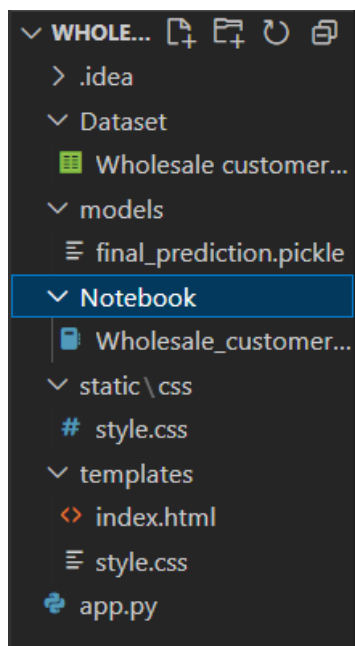 WHOLE...
.idea
Dataset
Wholesale customer...
models
final_prediction.pickle
Notebook
Wholesale_customer...
static\css
# style.css
templates
<> index.html
style.css
app.py